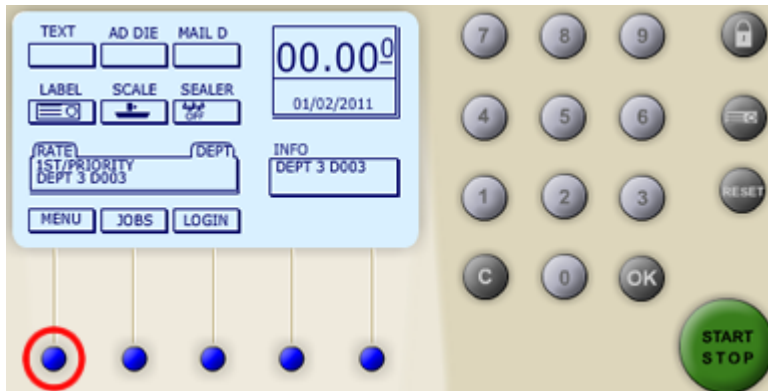 TEXT AD DIE MAIL D
00.000
LABEL SCALE SEALER
OFF
01/02/2011
RATE DEPT
1ST/PRIORITY
DEPT 3 D003
INFO
DEPT 3 D003
MENU JOBS LOGIN
7 8 9
4 5 6
1 2 3 RESET
C 0 OK
START
STOP